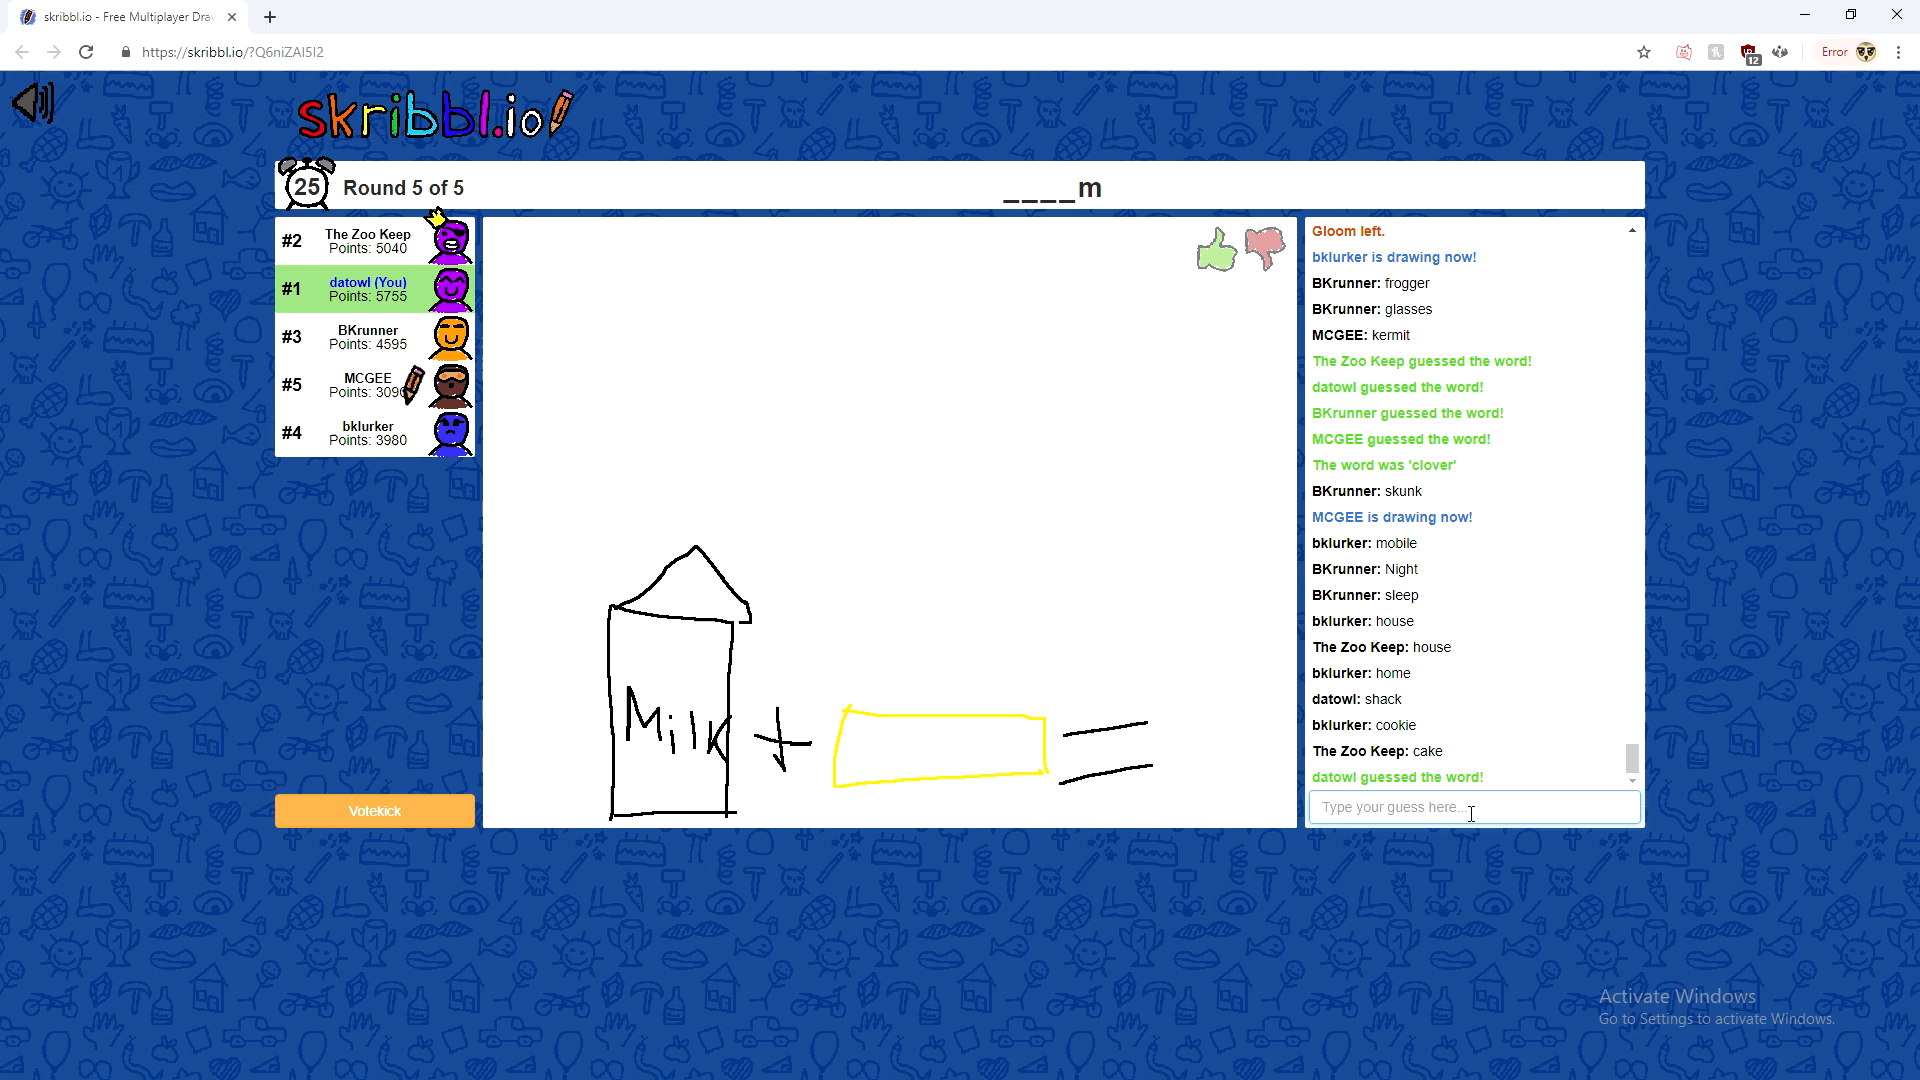 skribbl.io - Free Multiplayer Dra
https://skribbl.io/?Q6niZAI5I2
12
Error
skribbl.io
25
Round 5 of 5
____m
#2
The Zoo Keep
Points: 5040
#1
datowl (You)
Points: 5755
#3
BKrunner
Points: 4595
#5
MCGEE
Points: 3090
#4
bklurker
Points: 3980
Votekick
Milk + =
Gloom left.
bklurker is drawing now!
BKrunner: frogger
BKrunner: glasses
MCGEE: kermit
The Zoo Keep guessed the word!
datowl guessed the word!
BKrunner guessed the word!
MCGEE guessed the word!
The word was 'clover'
BKrunner: skunk
MCGEE is drawing now!
bklurker: mobile
BKrunner: Night
BKrunner: sleep
bklurker: house
The Zoo Keep: house
bklurker: home
datowl: shack
bklurker: cookie
The Zoo Keep: cake
datowl guessed the word!
Type your guess here...
Activate Windows
Go to Settings to activate Windows.